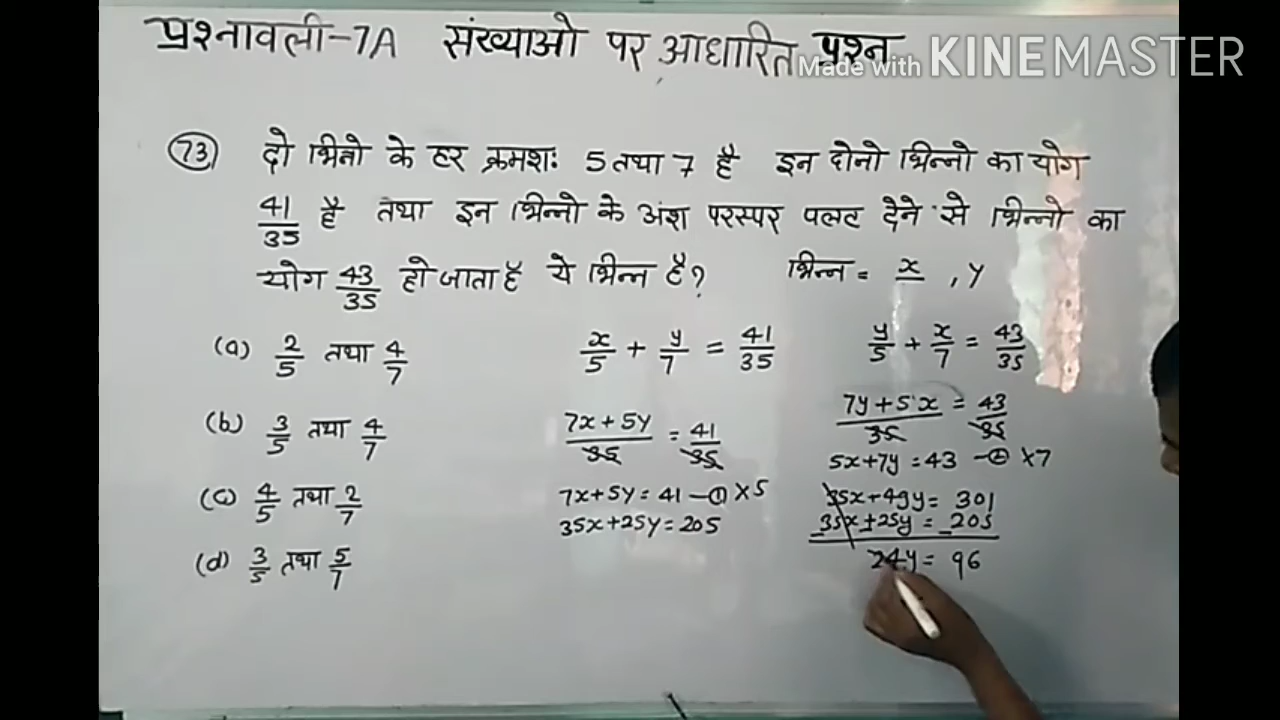 प्रश्नावली-7A संख्याओ पर आधारित प्रश्न
Made with KINEMASTER
73 दो भिन्नो के हर क्रमशः 5 तथा 7 है इन दोनो भिन्नो का योग
41/35 है तथा इन भिन्नो के अंश परस्पर पलट देने से भिन्नो का
योग 43/35 हो जाता है ये भिन्न है? भिन्न = x/ , y
(a) 2/5 तथा 4/7
x/5 + y/7 = 41/35
y/5 + x/7 = 43/35
(b) 3/5 तथा 4/7
7x+5y/35 = 41/35
7y+5x/35 = 43/35
5x+7y = 43 -② ×7
(c) 4/5 तथा 2/7
7x+5y = 41 -① ×5
35x+49y = 301
35x+25y = 205
-35x±25y = -205
(d) 3/5 तथा 5/7
24y = 96